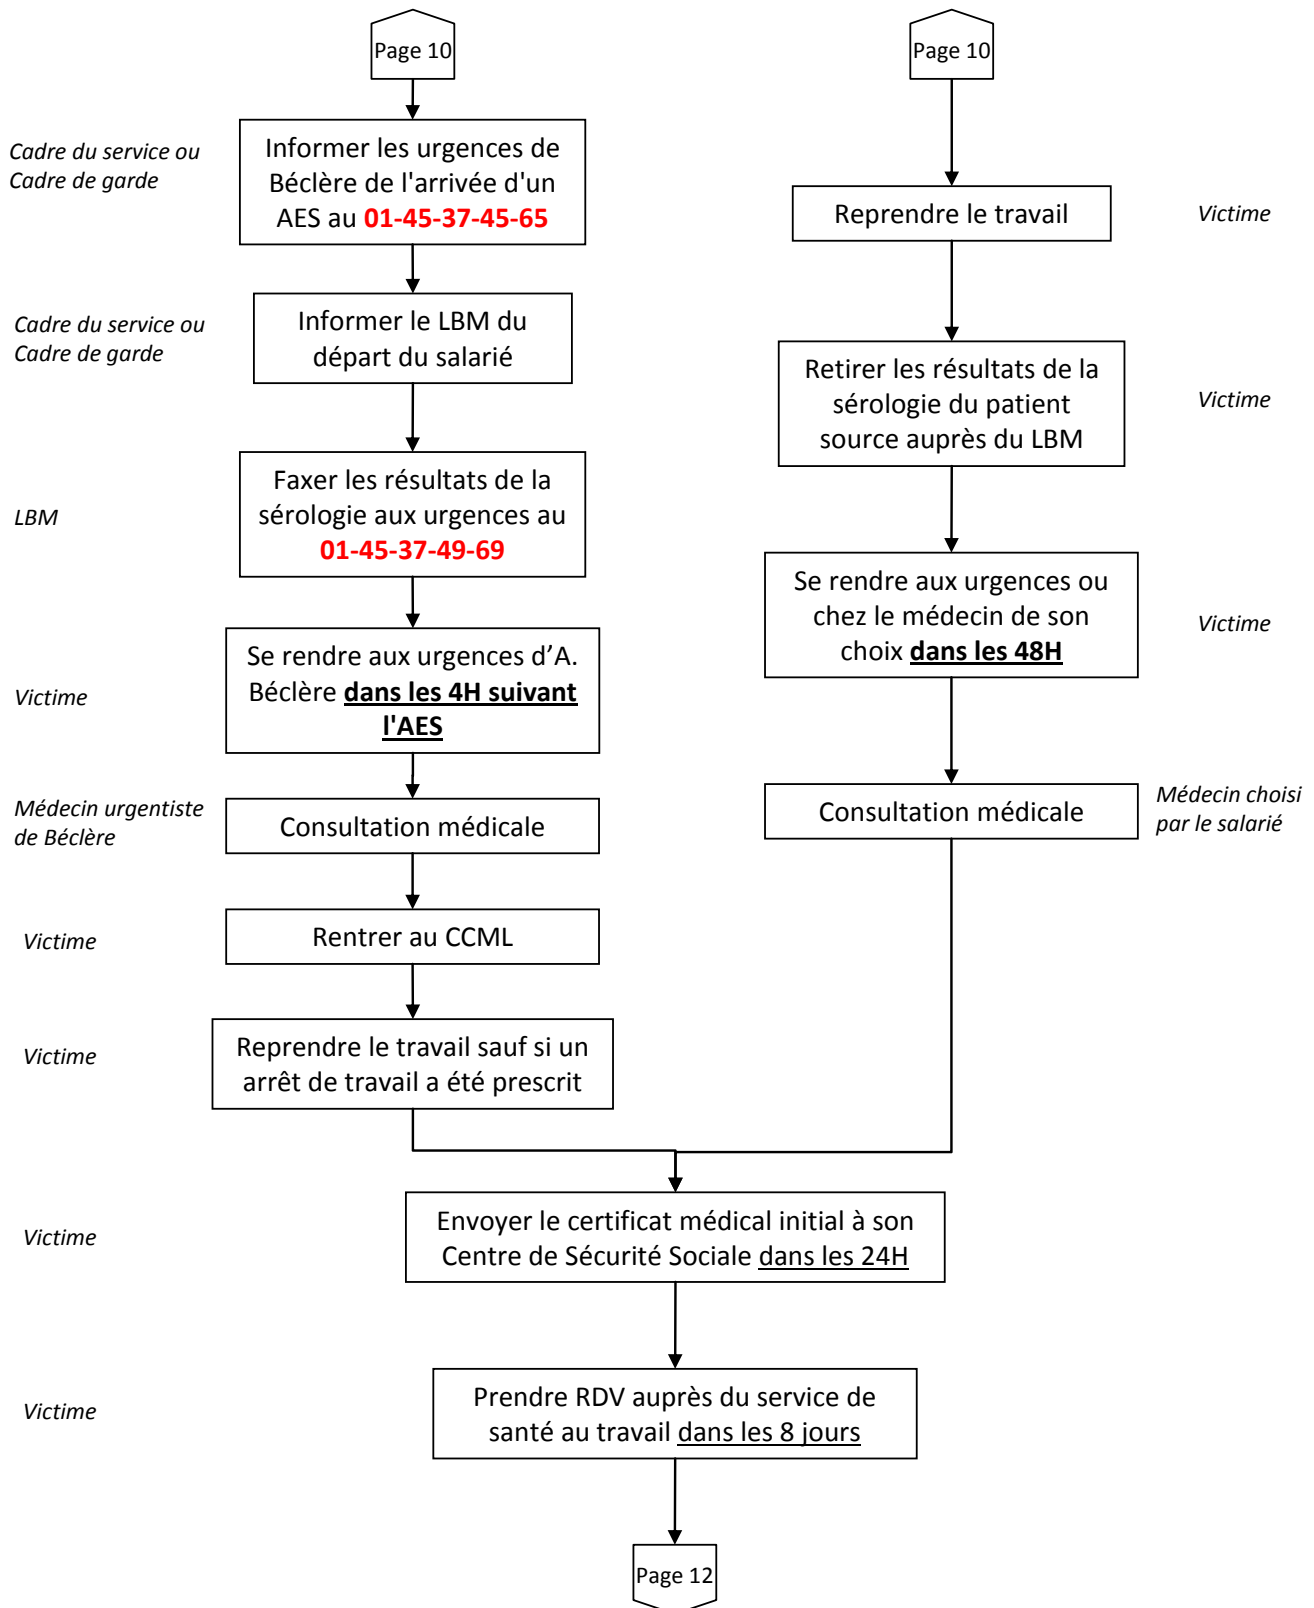 Page 10
Cadre du service ou
Cadre de garde
Informer les urgences de
Béclère de l'arrivée d'un
AES au 01-45-37-45-65
Cadre du service ou
Cadre de garde
Informer le LBM du
départ du salarié
LBM
Faxer les résultats de la
sérologie aux urgences au
01-45-37-49-69
Victime
Se rendre aux urgences d’A.
Béclère dans les 4H suivant
l'AES
Médecin urgentiste
de Béclère
Consultation médicale
Victime
Rentrer au CCML
Victime
Reprendre le travail sauf si un
arrêt de travail a été prescrit
Page 10
Reprendre le travail
Victime
Retirer les résultats de la
sérologie du patient
source auprès du LBM
Victime
Se rendre aux urgences ou
chez le médecin de son
choix dans les 48H
Victime
Consultation médicale
Médecin choisi
par le salarié
Victime
Envoyer le certificat médical initial à son
Centre de Sécurité Sociale dans les 24H
Victime
Prendre RDV auprès du service de
santé au travail dans les 8 jours
Page 12